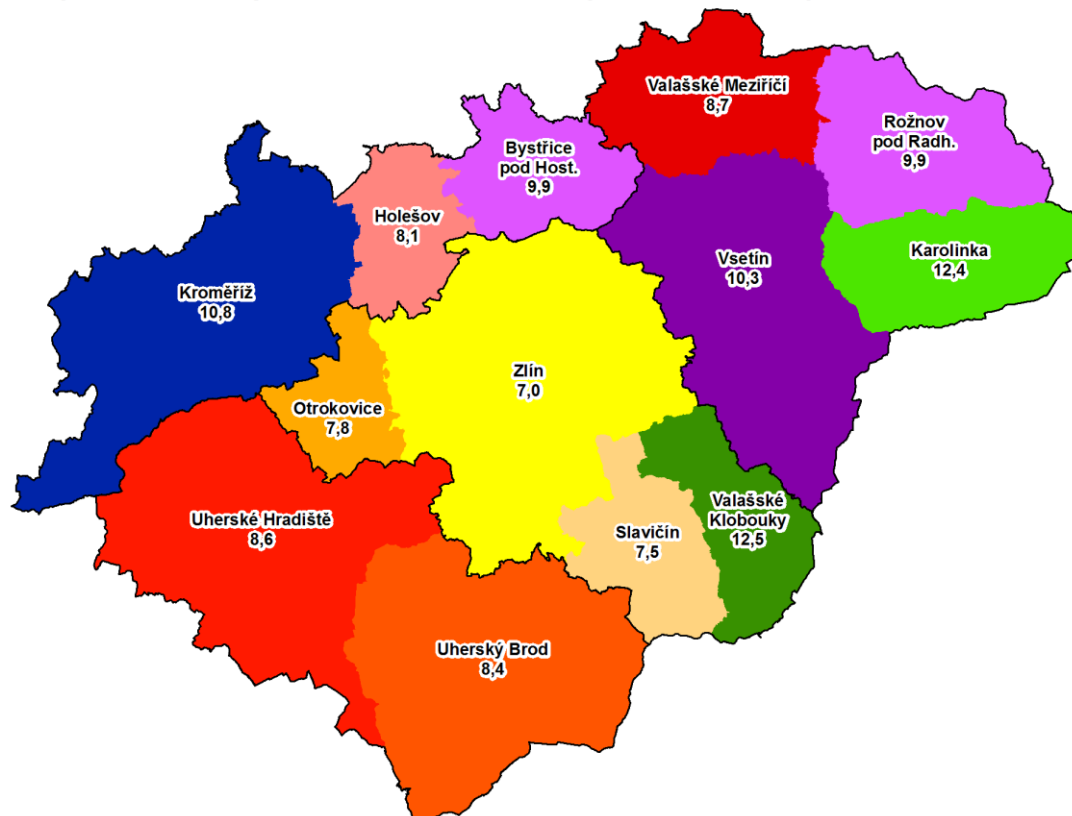 Valašské Meziříčí
8,7
Rožnov
pod Radh.
9,9
Bystřice
pod Host.
9,9
Holešov
8,1
Karolinka
12,4
Vsetín
10,3
Kroměříž
10,8
Zlín
7,0
Otrokovice
7,8
Valašské
Klobouky
12,5
Uherské Hradiště
8,6
Slavičín
7,5
Uherský Brod
8,4